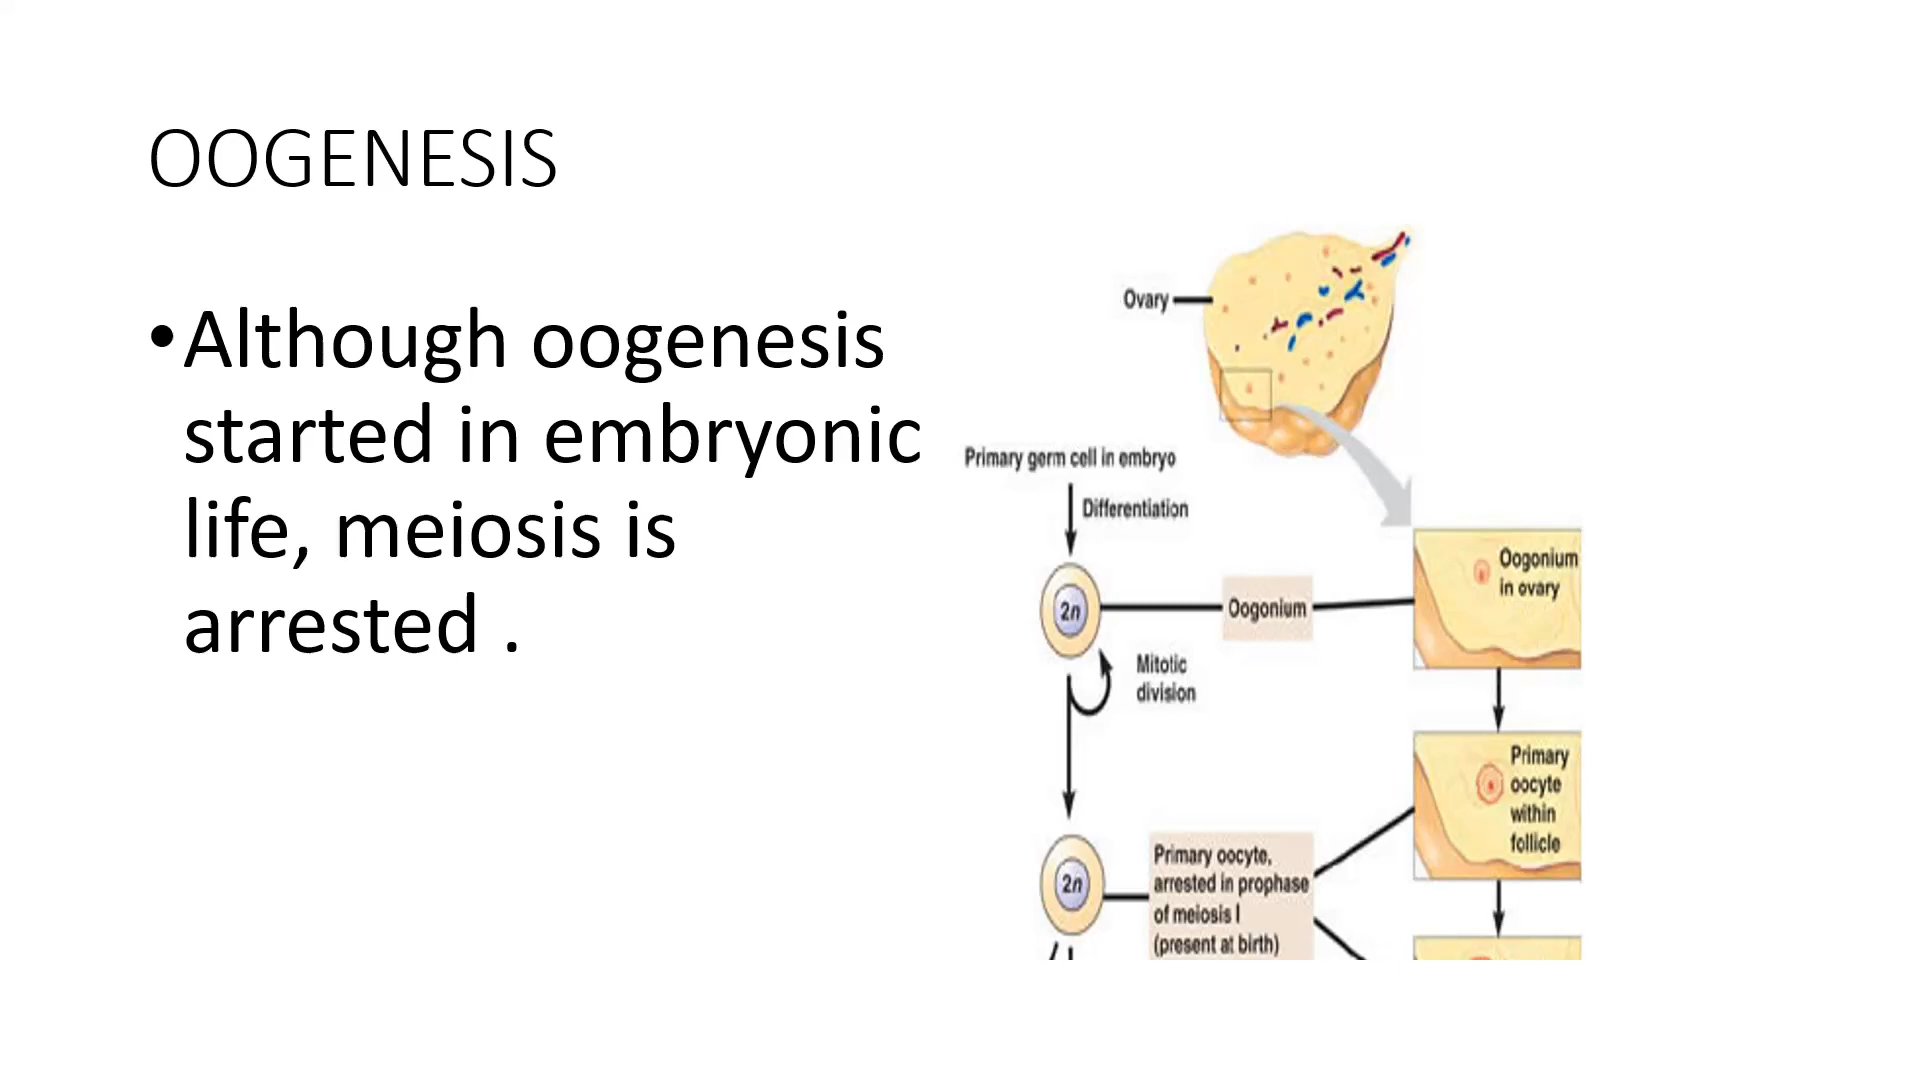 OOGENESIS
•Although oogenesis
started in embryonic
life, meiosis is
arrested .
Ovary
Primary germ cell in embryo
Differentiation
2n
Oogonium
Oogonium
in ovary
Mitotic
division
Primary
oocyte
within
follicle
2n
Primary oocyte,
arrested in prophase
of meiosis I
(present at birth)